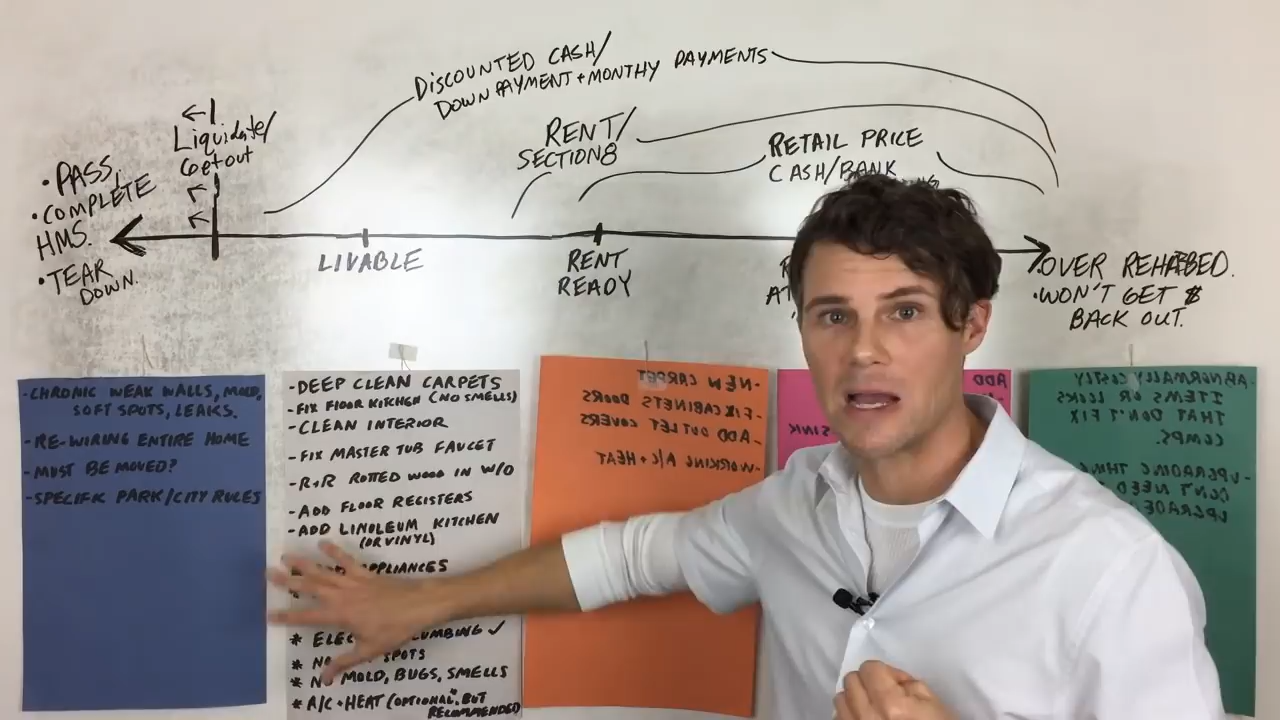 DISCOUNTED CASH/
DOWN PAYMENT + MONTHY PAYMENTS
← Liquidate/
Getout
RENT/
SECTION8
RETAIL PRICE
CASH/BANK
• PASS,
• COMPLETE
HMS.
• TEAR
DOWN.
LIVABLE
RENT
READY
R
AT
• OVER REHABBED.
• WON'T GET $
BACK OUT.
- CHRONIC WEAK WALLS, MOLD,
SOFT SPOTS, LEAKS.
- RE-WIRING ENTIRE HOME
- MUST BE MOVED?
- SPECIFIC PARK/CITY RULES
- DEEP CLEAN CARPETS
- FIX FLOOR KITCHEN (NO SMELLS)
- CLEAN INTERIOR
- FIX MASTER TUB FAUCET
- R+R ROTTED WOOD IN W/O
- ADD FLOOR REGISTERS
- ADD LINOLEUM KITCHEN
(OR VINYL)
APPLIANCES
* ELEC UMBING ✓
* NO SPOTS
* NO MOLD, BUGS, SMELLS
* A/C + HEAT (OPTIONAL, BUT
RECOMMENDED)
- NEW CARPET
- FIX CABINETS DOORS
- ADD OUTLET COVERS
- WORKING A/C + HEAT
ADD
SINK
- ABNORMALLY COSTLY
ITEMS OR LOOKS
THAT DON'T FIX
COMPS.
- UPGRADING THIN
DON'T NEED
UPGRADE